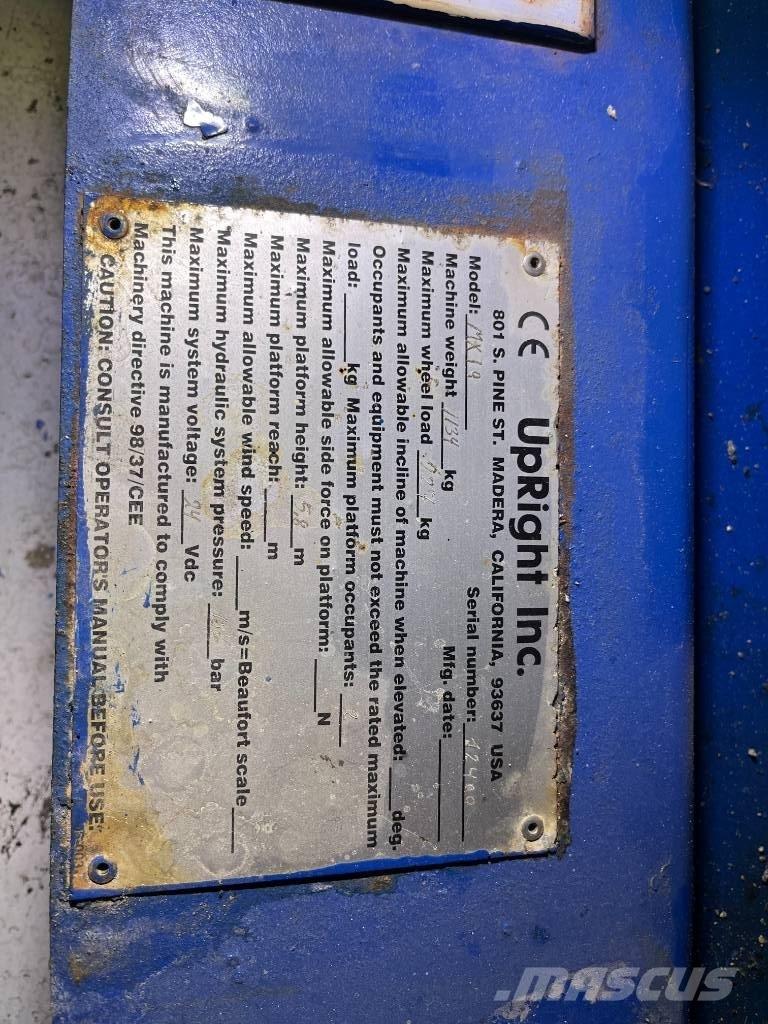 CE UpRight Inc.
801 S. PINE ST. MADERA, CALIFORNIA, 93637 USA
Model: MX19 Serial number: 12400
Machine weight 1134 kg Mfg. date:
Maximum wheel load kg
Maximum allowable incline of machine when elevated: deg.
Occupants and equipment must not exceed the rated maximum
load: kg Maximum platform occupants: 2
Maximum allowable side force on platform: N
Maximum platform height: 5,8 m
Maximum platform reach: m
Maximum allowable wind speed: m/s=Beaufort scale
Maximum hydraulic system pressure: bar
Maximum system voltage: 24 Vdc
This machine is manufactured to comply with
Machinery directive 98/37/CEE
CAUTION: CONSULT OPERATOR'S MANUAL BEFORE USE.
MASCUS